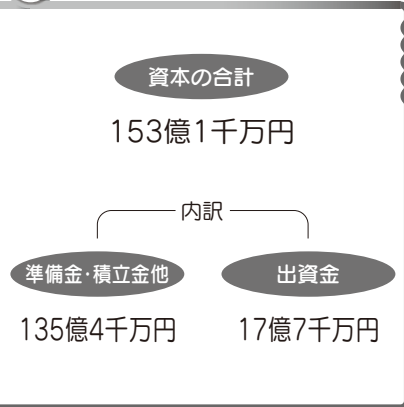 資本の合計
153億1千万円
内訳
準備金・積立金他
出資金
135億4千万円
17億7千万円